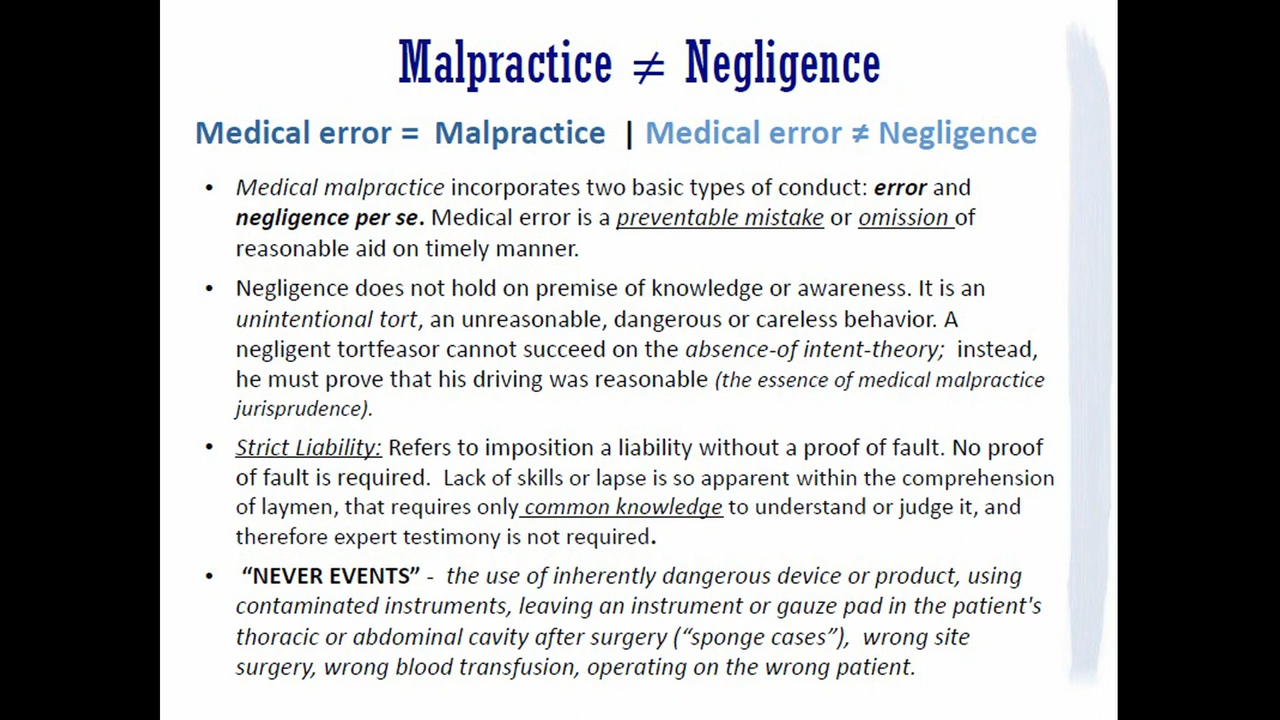 Malpractice ≠ Negligence
Medical error = Malpractice | Medical error ≠ Negligence
• Medical malpractice incorporates two basic types of conduct: error and
negligence per se. Medical error is a preventable mistake or omission of
reasonable aid on timely manner.
• Negligence does not hold on premise of knowledge or awareness. It is an
unintentional tort, an unreasonable, dangerous or careless behavior. A
negligent tortfeasor cannot succeed on the absence-of intent-theory; instead,
he must prove that his driving was reasonable (the essence of medical malpractice
jurisprudence).
• Strict Liability: Refers to imposition a liability without a proof of fault. No proof
of fault is required. Lack of skills or lapse is so apparent within the comprehension
of laymen, that requires only common knowledge to understand or judge it, and
therefore expert testimony is not required.
• “NEVER EVENTS” - the use of inherently dangerous device or product, using
contaminated instruments, leaving an instrument or gauze pad in the patient's
thoracic or abdominal cavity after surgery (“sponge cases”), wrong site
surgery, wrong blood transfusion, operating on the wrong patient.